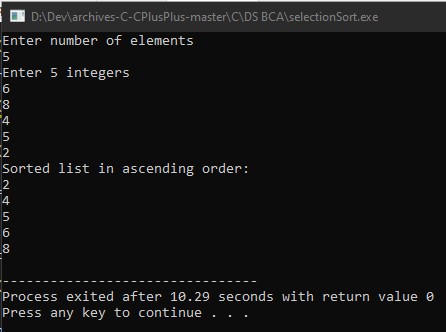 D:\Dev\archives-C-CPlusPlus-master\C\DS BCA\selectionSort.exe
Enter number of elements
5
Enter 5 integers
6
8
4
5
2
Sorted list in ascending order:
2
4
5
6
8
--------------------------------
Process exited after 10.29 seconds with return value 0
Press any key to continue . . .